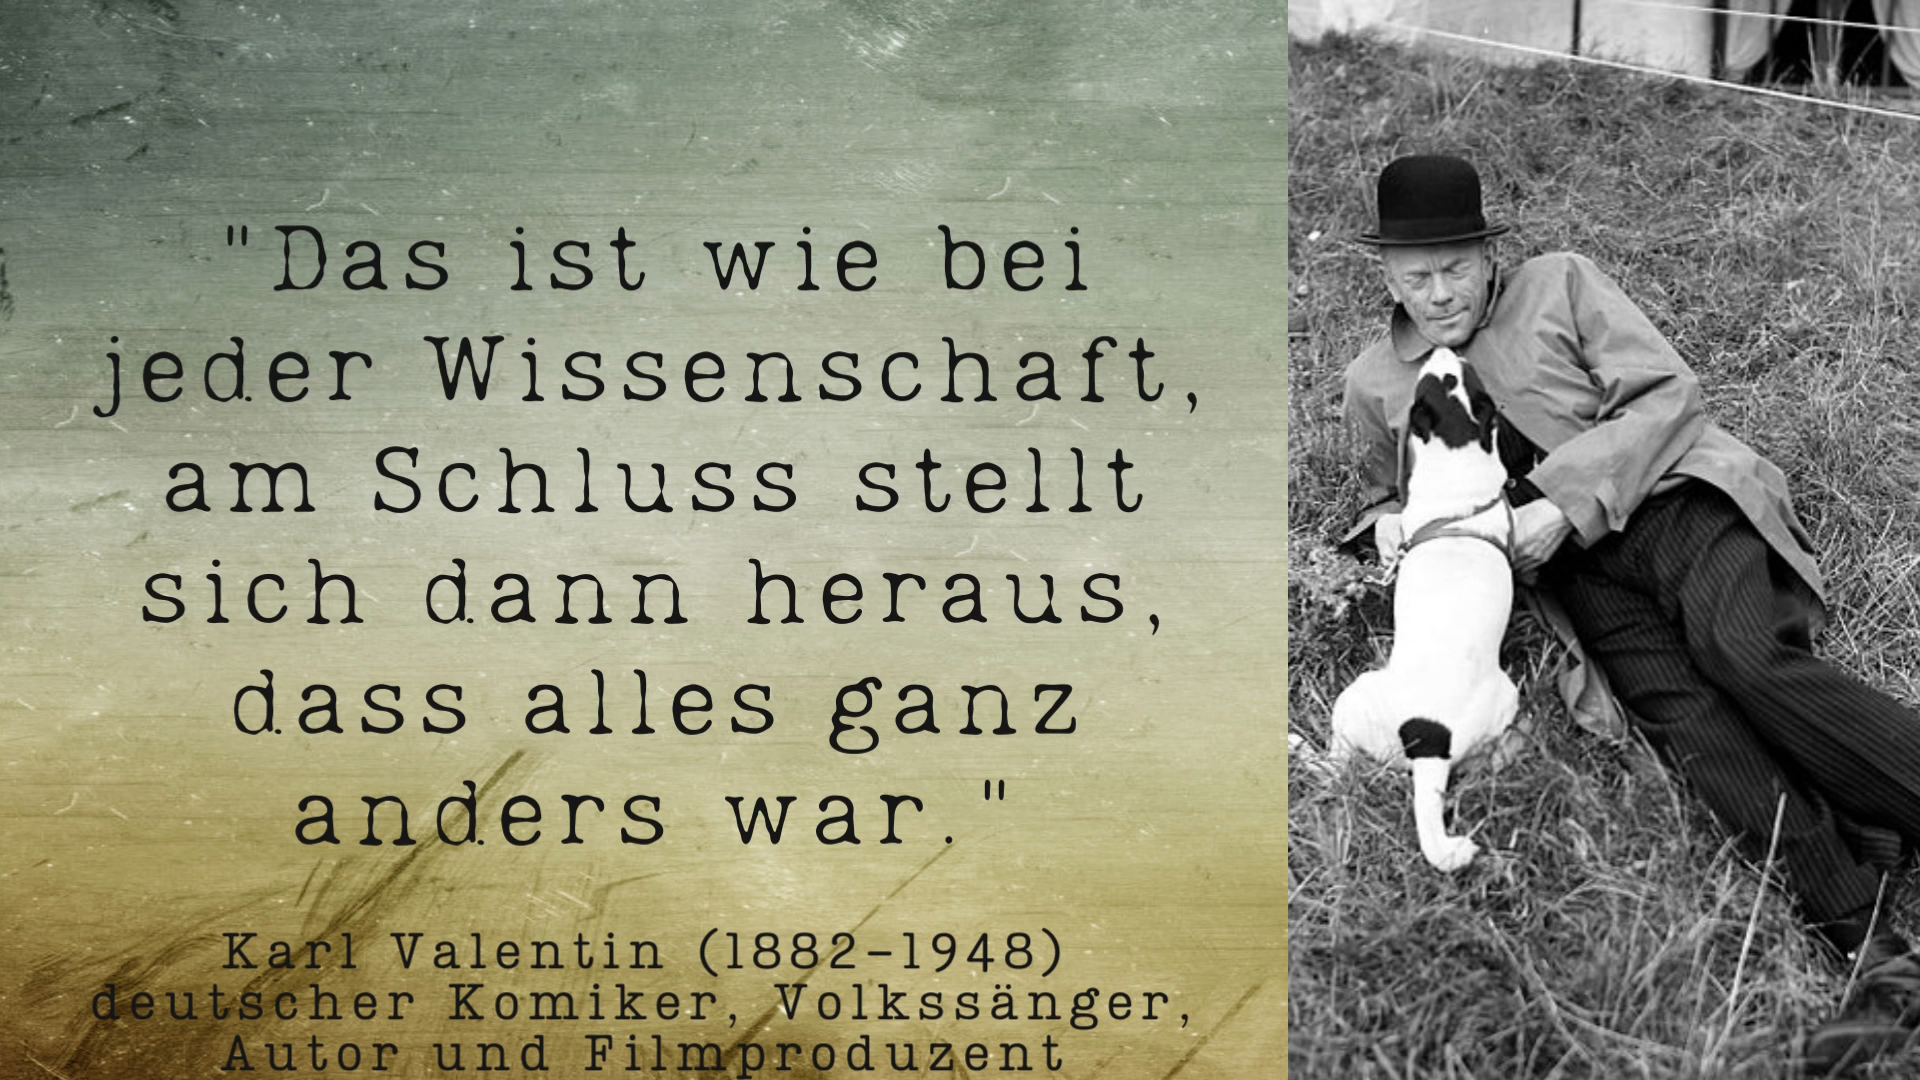 "Das ist wie bei
jeder Wissenschaft,
am Schluss stellt
sich dann heraus,
dass alles ganz
anders war."
Karl Valentin (1882-1948)
deutscher Komiker, Volkssänger,
Autor und Filmproduzent